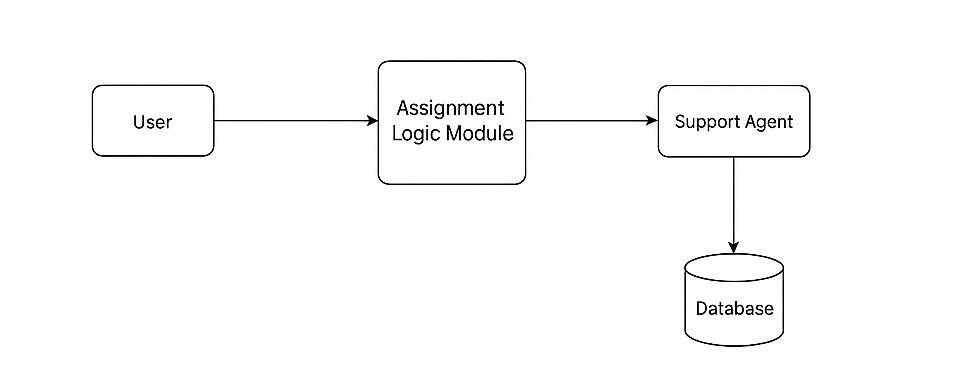 User
Assignment
Logic Module
Support Agent
Database